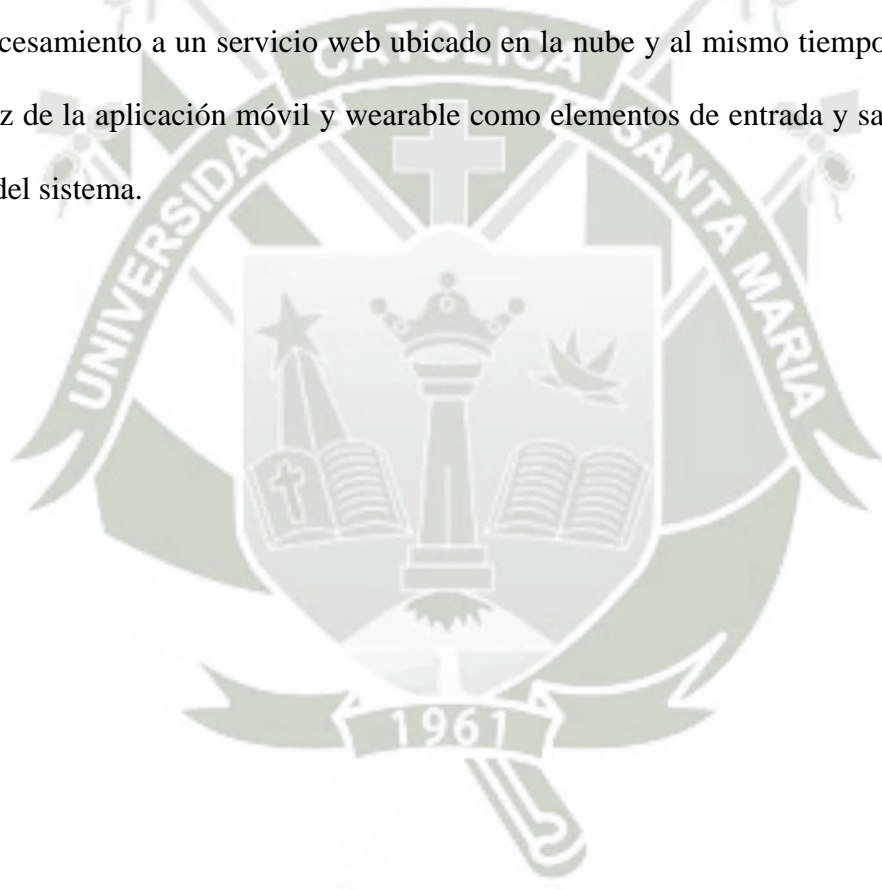 cesamiento a un servicio web ubicado en la nube y al mismo tiempo
z de la aplicación móvil y wearable como elementos de entrada y sa
del sistema.
UNIVERSIDAD CATOLICA SANTA MARIA
1961